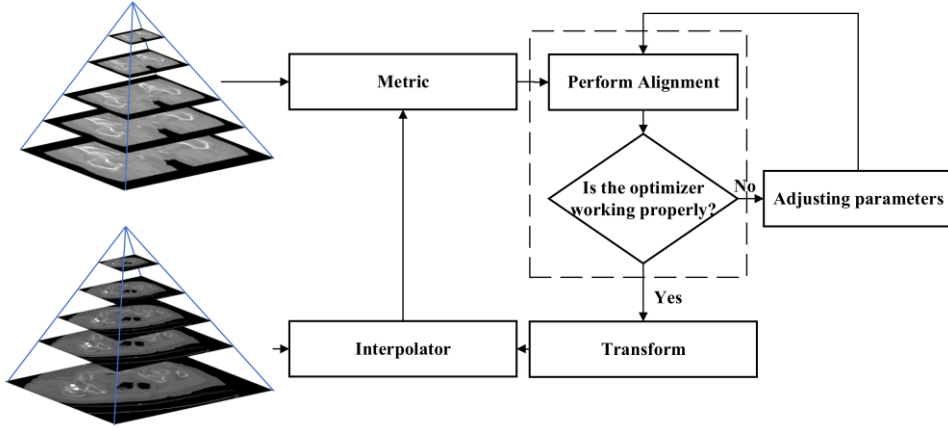 Metric
Perform Alignment
Is the optimizer
working properly?
No
Adjusting parameters
Yes
Interpolator
Transform